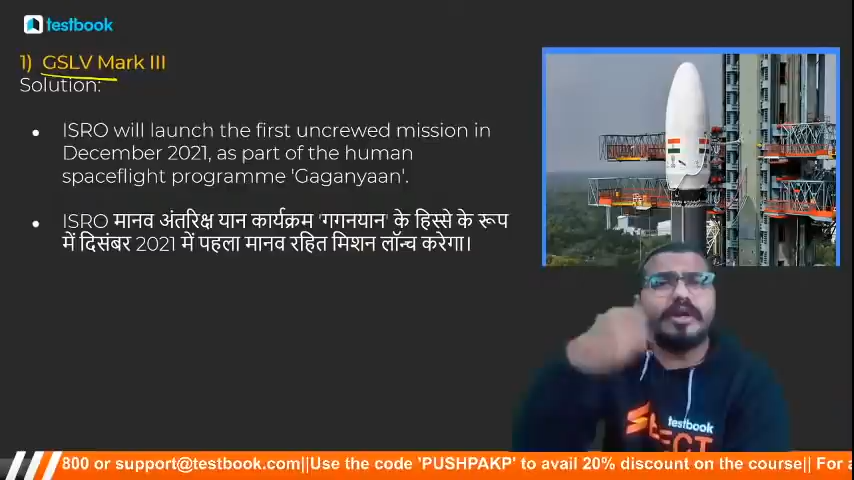 testbook
1) GSLV Mark III
Solution:
• ISRO will launch the first uncrewed mission in
December 2021, as part of the human
spaceflight programme 'Gaganyaan'.
• ISRO मानव अंतरिक्ष यान कार्यक्रम 'गगनयान' के हिस्से के रूप
में दिसंबर 2021 में पहला मानव रहित मिशन लॉन्च करेगा।
testbook
800 or support@testbook.com||Use the code 'PUSHPAKP' to avail 20% discount on the course|| For a